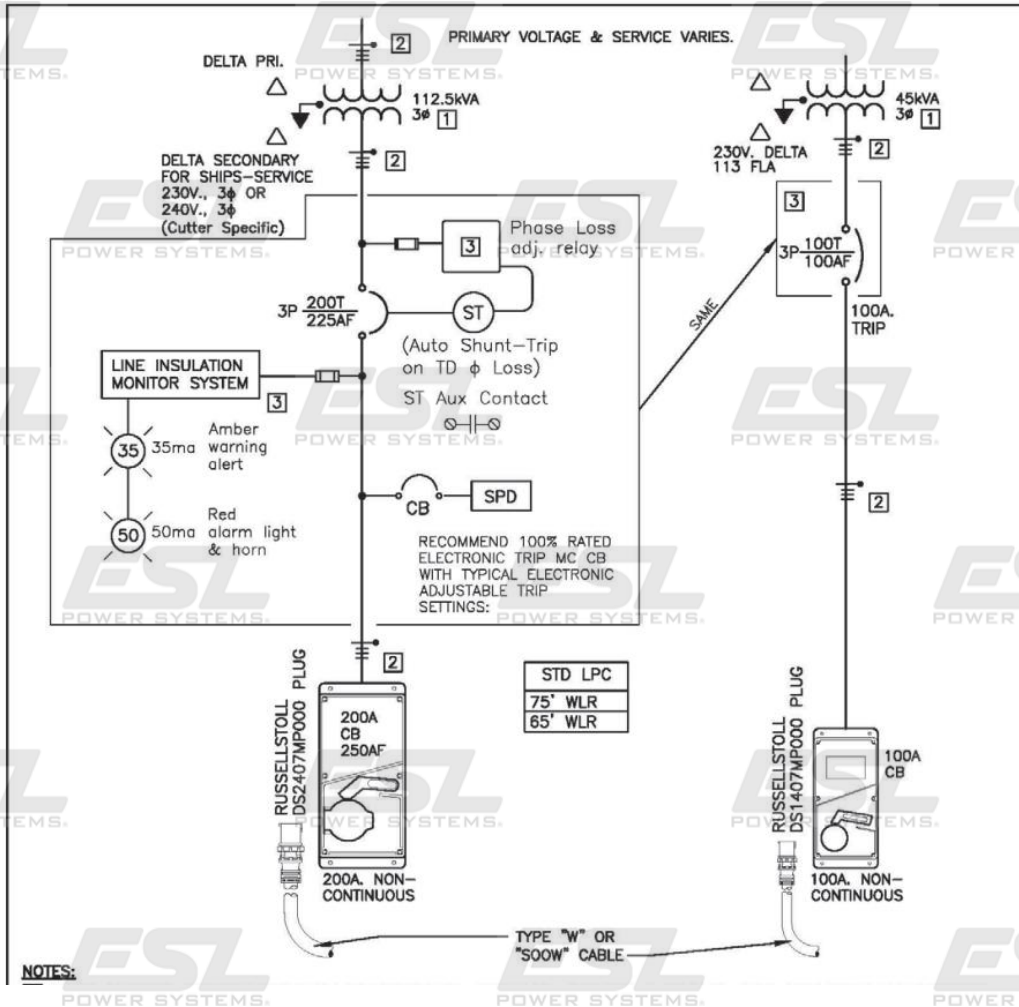 PRIMARY VOLTAGE & SERVICE VARIES.
2
DELTA PRI.
112.5kVA
3ø 1
2
DELTA SECONDARY
FOR SHIPS-SERVICE
230V., 3ϕ OR
240V., 3ϕ
(Cutter Specific)
45kVA
3ø 1
2
230V. DELTA
113 FLA
3
3P 100T
100AF
100A.
TRIP
SAME
3
Phase Loss
adj. relay
3P 200T
225AF
ST
(Auto Shunt-Trip
on TD ϕ Loss)
ST Aux Contact
LINE INSULATION
MONITOR SYSTEM
3
35 35ma Amber
warning
alert
50 50ma Red
alarm light
& horn
CB
SPD
RECOMMEND 100% RATED
ELECTRONIC TRIP MC CB
WITH TYPICAL ELECTRONIC
ADJUSTABLE TRIP
SETTINGS:
2
2
STD LPC
75' WLR
65' WLR
RUSSELLSTOLL
DS2407MP000 PLUG
200A
CB
250AF
200A. NON-
CONTINUOUS
RUSSELLSTOLL
DS1407MP000 PLUG
100A
CB
100A. NON-
CONTINUOUS
TYPE "W" OR
"SOOW" CABLE
NOTES:
ESL
POWER SYSTEMS®